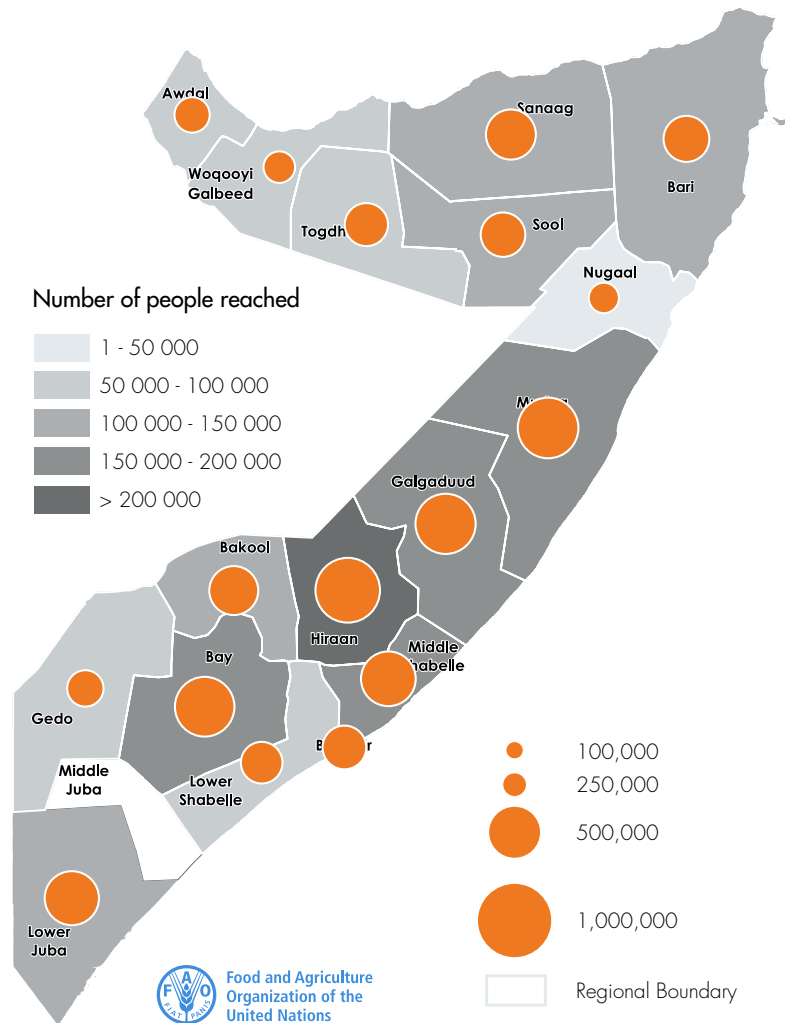 Awdal
Sanaag
Woqooyi
Galbeed
Bari
Togdh
Sool
Nugaal
Number of people reached
1 - 50 000
50 000 - 100 000
100 000 - 150 000
150 000 - 200 000
> 200 000
Galgaduud
Bakool
Hiraan
Middle
Bay
Gedo
Middle
Juba
Lower
Shabelle
Lower
Juba
100,000
250,000
500,000
1,000,000
Regional Boundary
FAO
FIAT PANIS
Food and Agriculture
Organization of the
United Nations